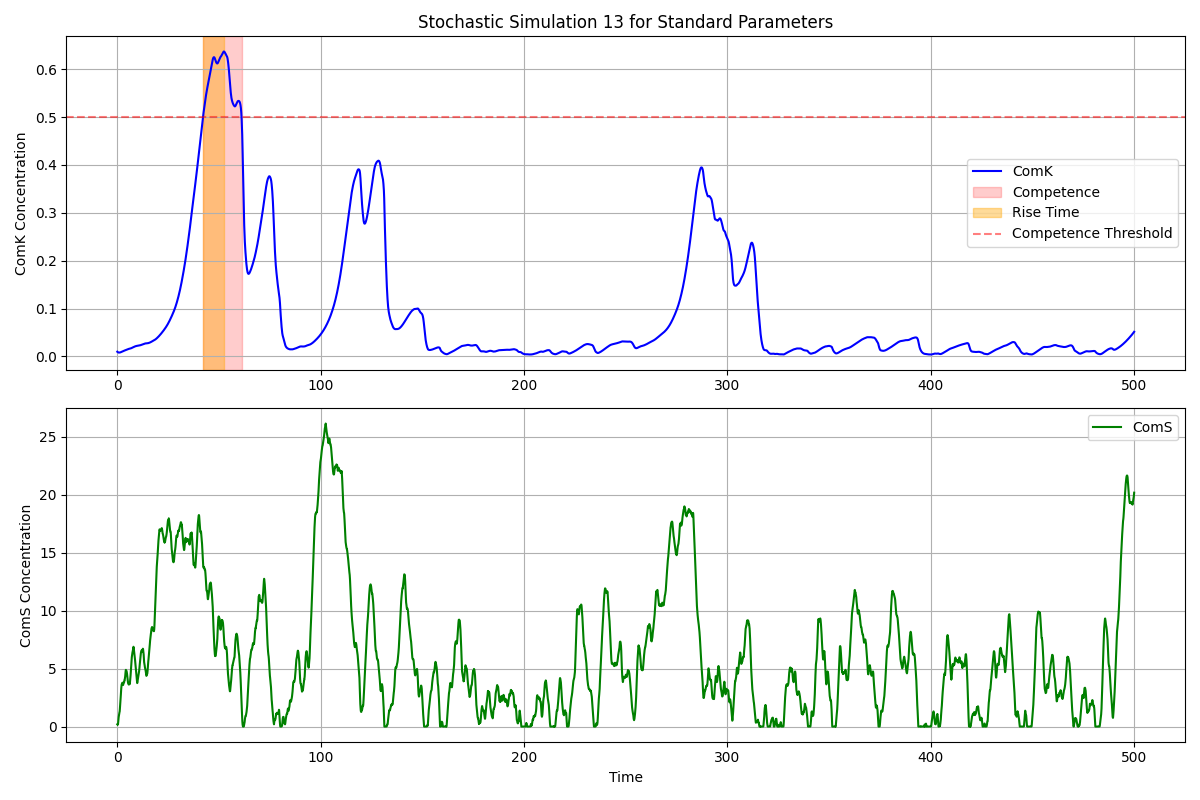 Stochastic Simulation 13 for Standard Parameters
ComK Concentration
0.6
0.5
0.4
0.3
0.2
0.1
0.0
ComK
Competence
Rise Time
Competence Threshold
0 100 200 300 400 500
ComS Concentration
25
20
15
10
5
0
ComS
0 100 200 300 400 500
Time